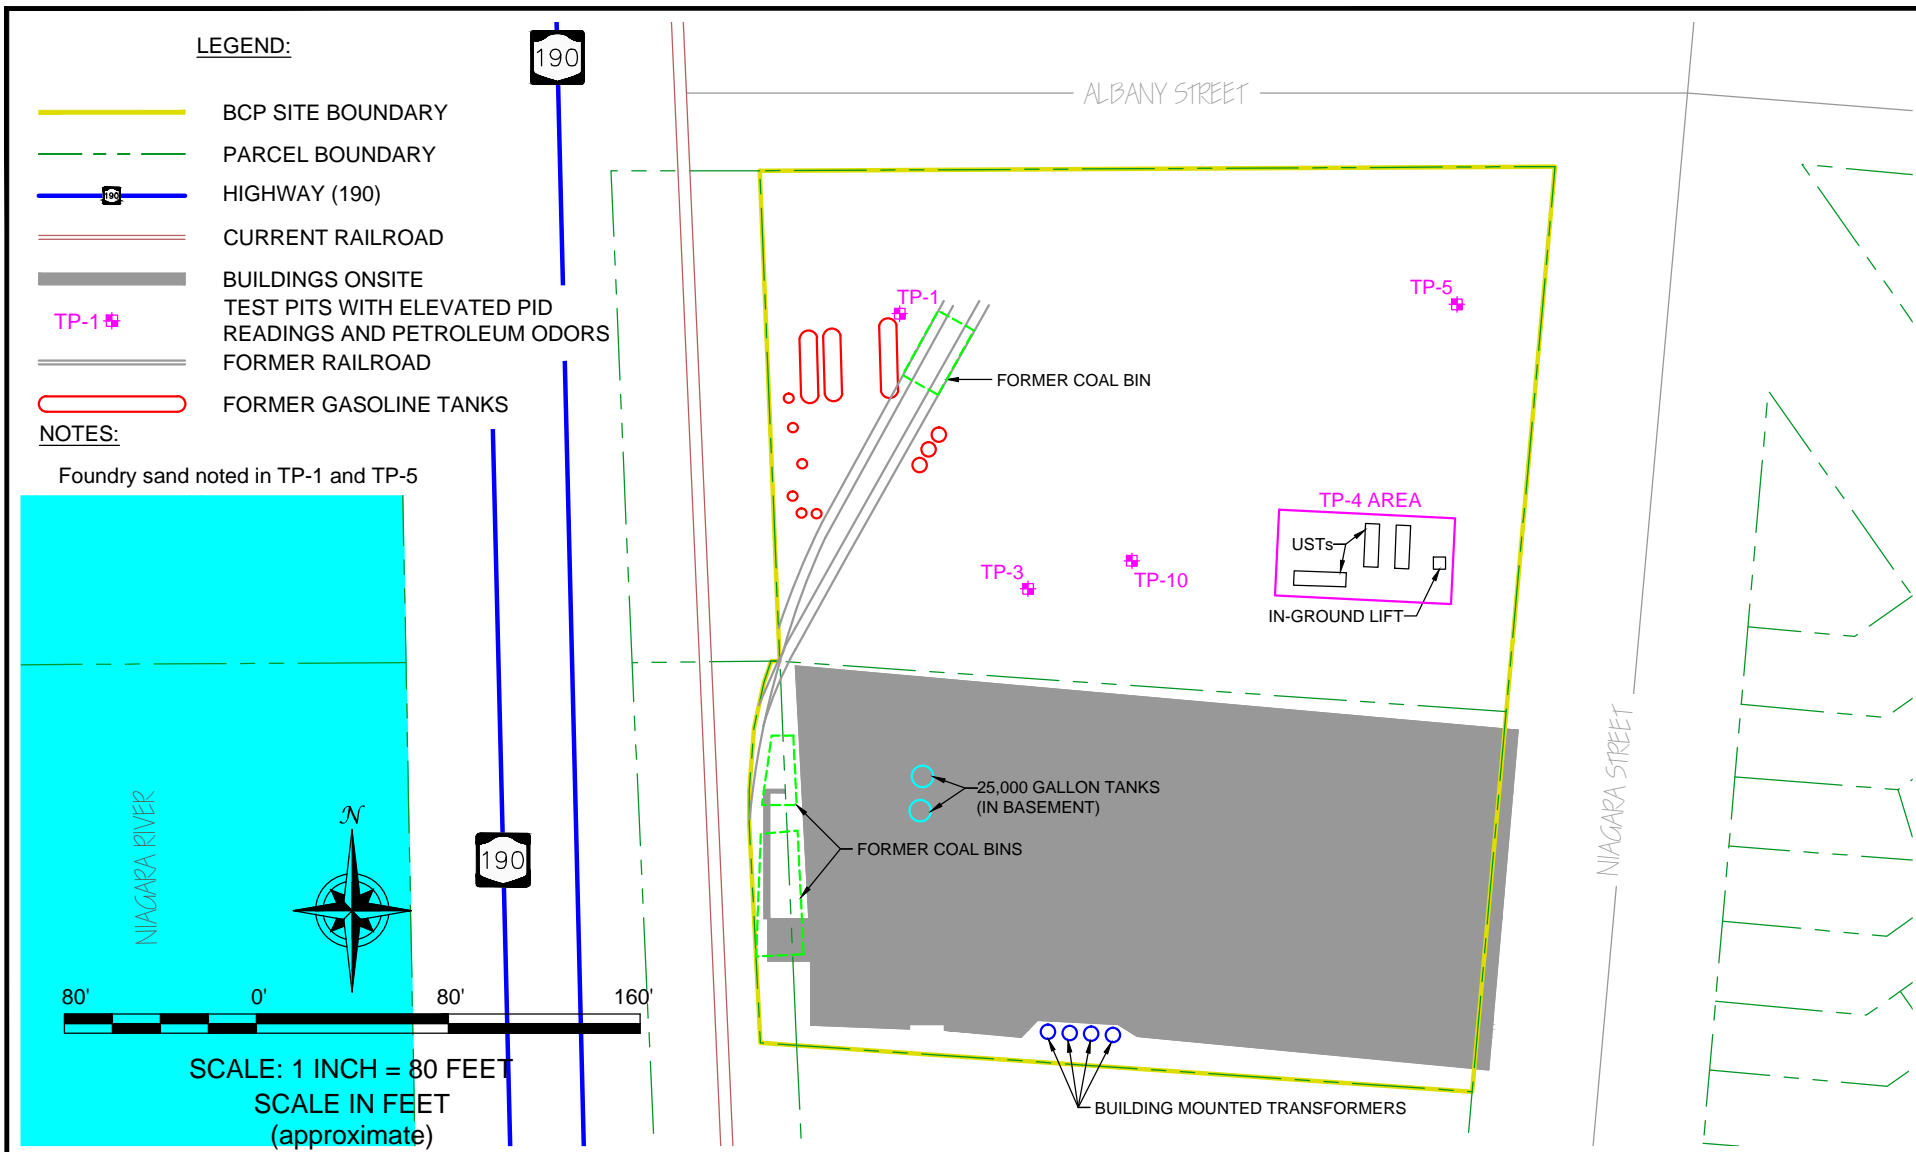 LEGEND:
BCP SITE BOUNDARY
PARCEL BOUNDARY
190
HIGHWAY (190)
CURRENT RAILROAD
BUILDINGS ONSITE
TP-1
TEST PITS WITH ELEVATED PID
READINGS AND PETROLEUM ODORS
FORMER RAILROAD
FORMER GASOLINE TANKS
NOTES:
Foundry sand noted in TP-1 and TP-5
190
ALBANY STREET
TP-1
TP-5
FORMER COAL BIN
TP-4 AREA
USTs
IN-GROUND LIFT
TP-3
TP-10
25,000 GALLON TANKS
(IN BASEMENT)
FORMER COAL BINS
NIAGARA STREET
NIAGARA RIVER
N
190
80' 0' 80' 160'
SCALE: 1 INCH = 80 FEET
SCALE IN FEET
(approximate)
BUILDING MOUNTED TRANSFORMERS